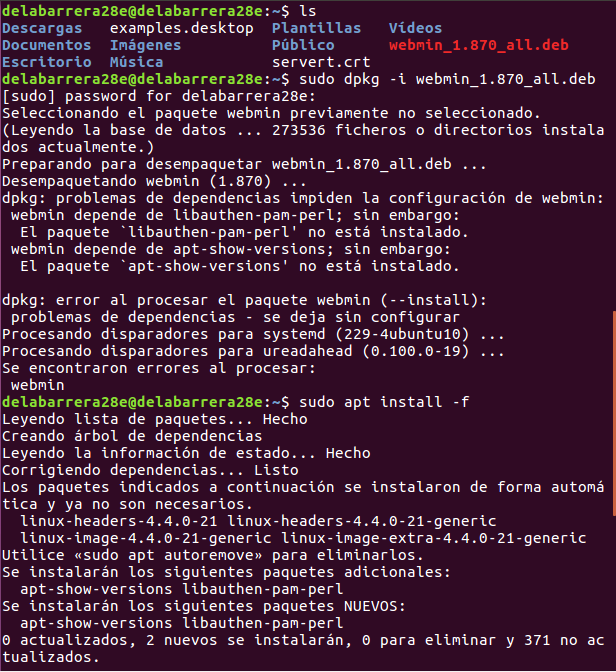 delabarrera28e@delabarrera28e:~$ ls
Descargas   examples.desktop  Plantillas   Vídeos
Documentos  Imágenes          Público      webmin_1.870_all.deb
Escritorio  Música            servert.crt
delabarrera28e@delabarrera28e:~$ sudo dpkg -i webmin_1.870_all.deb
[sudo] password for delabarrera28e:
Seleccionando el paquete webmin previamente no seleccionado.
(Leyendo la base de datos ... 273536 ficheros o directorios instala
dos actualmente.)
Preparando para desempaquetar webmin_1.870_all.deb ...
Desempaquetando webmin (1.870) ...
dpkg: problemas de dependencias impiden la configuración de webmin:
 webmin depende de libauthen-pam-perl; sin embargo:
  El paquete `libauthen-pam-perl' no está instalado.
 webmin depende de apt-show-versions; sin embargo:
  El paquete `apt-show-versions' no está instalado.

dpkg: error al procesar el paquete webmin (--install):
 problemas de dependencias - se deja sin configurar
Procesando disparadores para systemd (229-4ubuntu10) ...
Procesando disparadores para ureadahead (0.100.0-19) ...
Se encontraron errores al procesar:
 webmin
delabarrera28e@delabarrera28e:~$ sudo apt install -f
Leyendo lista de paquetes... Hecho
Creando árbol de dependencias
Leyendo la información de estado... Hecho
Corrigiendo dependencias... Listo
Los paquetes indicados a continuación se instalaron de forma automá
tica y ya no son necesarios.
  linux-headers-4.4.0-21 linux-headers-4.4.0-21-generic
  linux-image-4.4.0-21-generic linux-image-extra-4.4.0-21-generic
Utilice «sudo apt autoremove» para eliminarlos.
Se instalarán los siguientes paquetes adicionales:
  apt-show-versions libauthen-pam-perl
Se instalarán los siguientes paquetes NUEVOS:
  apt-show-versions libauthen-pam-perl
0 actualizados, 2 nuevos se instalarán, 0 para eliminar y 371 no ac
tualizados.